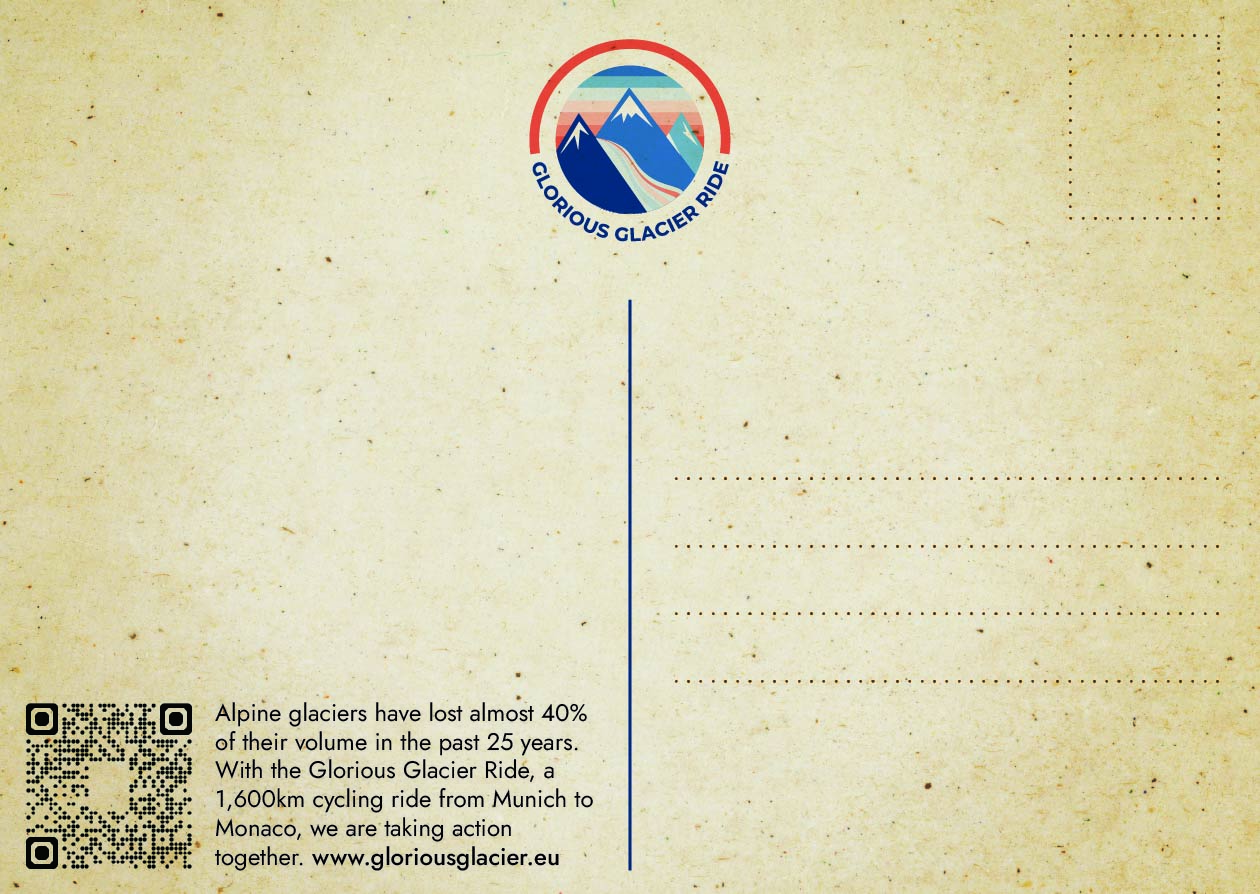 GLORIOUS GLACIER RIDE
Alpine glaciers have lost almost 40%
of their volume in the past 25 years.
With the Glorious Glacier Ride, a
1,600km cycling ride from Munich to
Monaco, we are taking action
together. www.gloriousglacier.eu